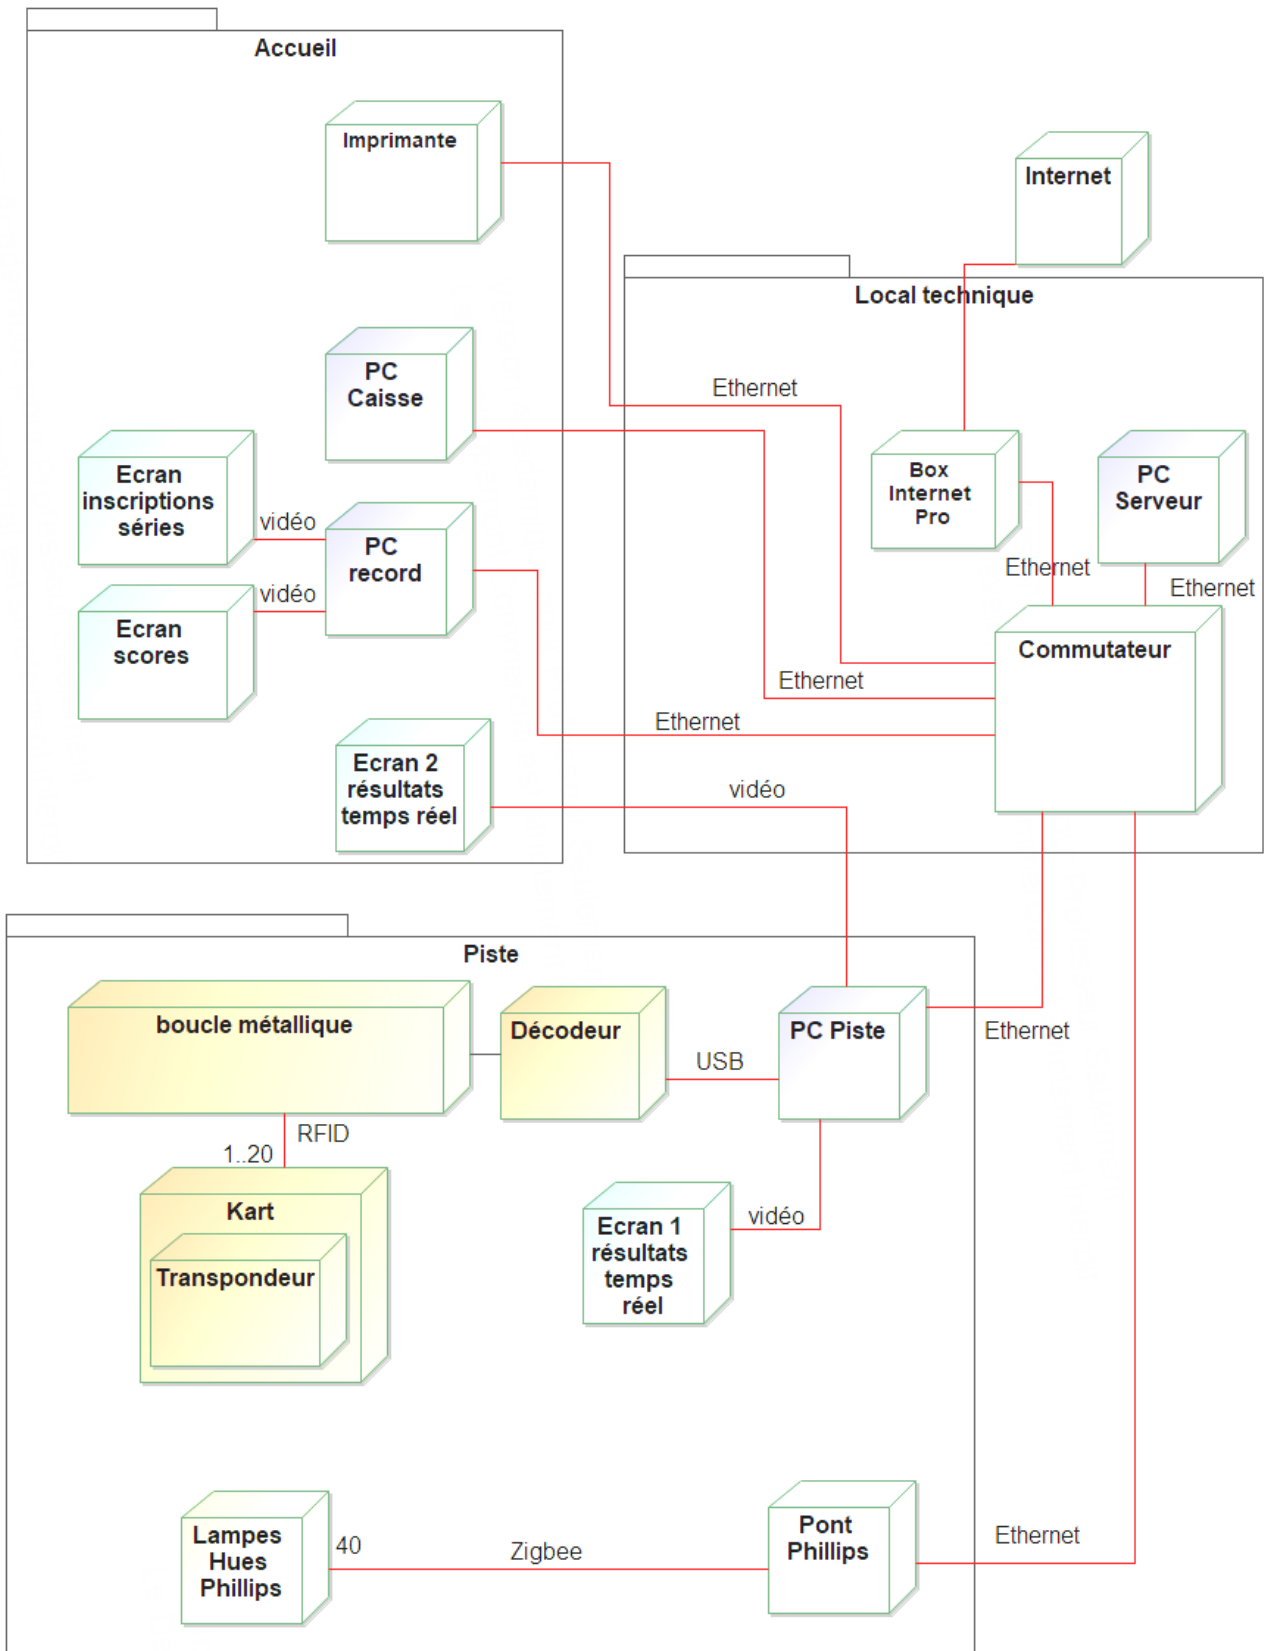 Accueil
Imprimante
Internet
Local technique
PC
Caisse
Ethernet
Ecran
inscriptions
séries
vidéo
PC
record
Box
Internet
Pro
PC
Serveur
Ethernet
Ethernet
Ecran
scores
vidéo
Commutateur
Ethernet
Ethernet
Ecran 2
résultats
temps réel
vidéo
Piste
boucle métallique
Décodeur
USB
PC Piste
Ethernet
RFID
1..20
Kart
Transpondeur
Ecran 1
résultats
temps
réel
vidéo
Lampes
Hues
Phillips
40
Zigbee
Pont
Phillips
Ethernet